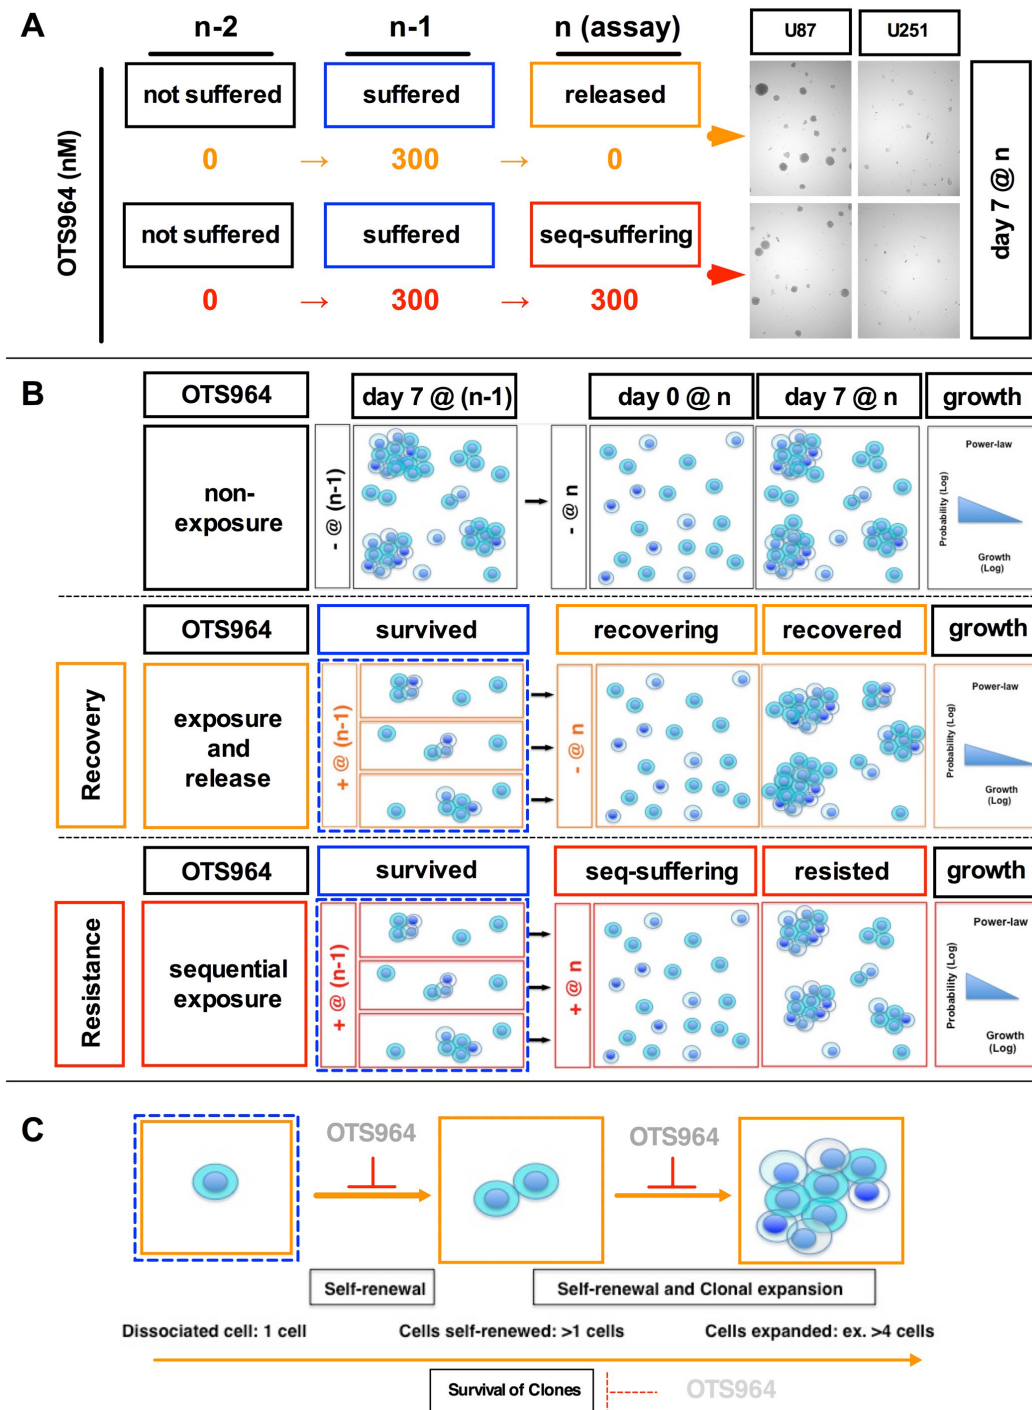 A
n-2 n-1 n (assay)
U87 U251
OTS964 (nM)
not suffered suffered released
0 → 300 → 0
not suffered suffered seq-suffering
0 → 300 → 300
day 7 @ n
B
OTS964 day 7 @ (n-1) day 0 @ n day 7 @ n growth
non-
exposure
- @ (n-1)
- @ n
Power-law
Probability (Log)
Growth
(Log)
OTS964 survived recovering recovered growth
Recovery
exposure
and
release
+ @ (n-1)
- @ n
Power-law
Probability (Log)
Growth
(Log)
OTS964 survived seq-suffering resisted growth
Resistance
sequential
exposure
+ @ (n-1)
+ @ n
Power-law
Probability (Log)
Growth
(Log)
C
OTS964 OTS964
Self-renewal Self-renewal and Clonal expansion
Dissociated cell: 1 cell Cells self-renewed: >1 cells Cells expanded: ex. >4 cells
Survival of Clones OTS964